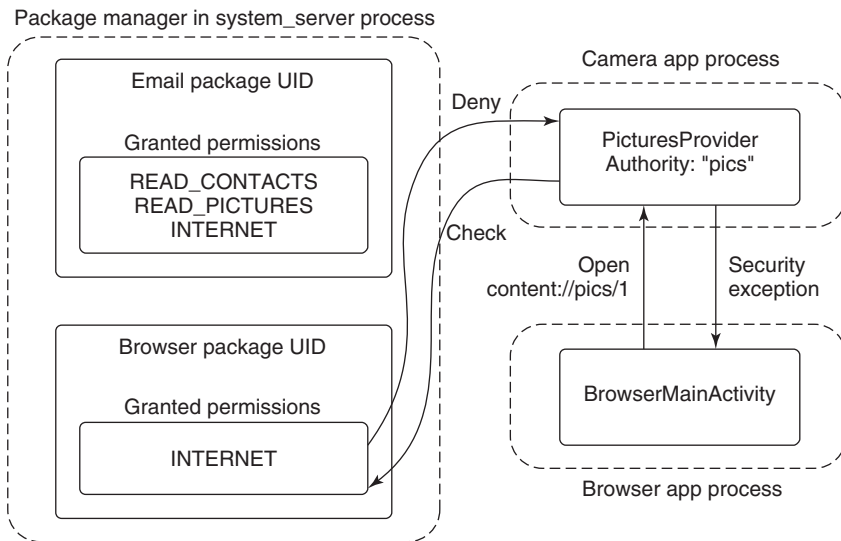 Package manager in system_server process
Email package UID
Granted permissions
READ_CONTACTS
READ_PICTURES
INTERNET
Browser package UID
Granted permissions
INTERNET
Deny
Check
Camera app process
PicturesProvider
Authority: "pics"
Open
content://pics/1
Security
exception
BrowserMainActivity
Browser app process